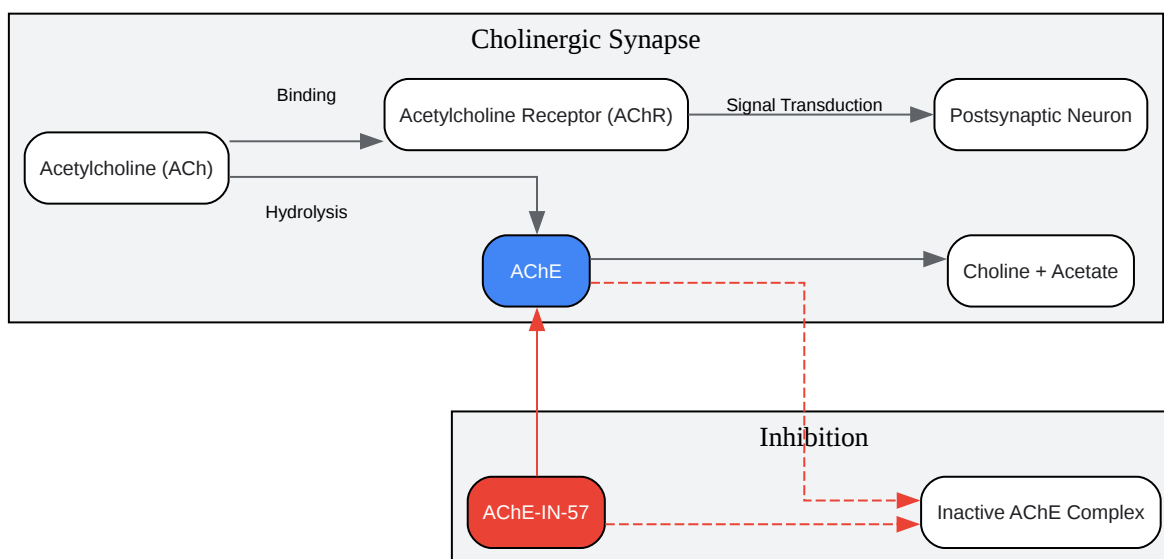 Cholinergic Synapse
Binding
Acetylcholine Receptor (AChR)
Signal Transduction
Postsynaptic Neuron
Acetylcholine (ACh)
Hydrolysis
AChE
Choline + Acetate
Inhibition
AChE-IN-57
Inactive AChE Complex